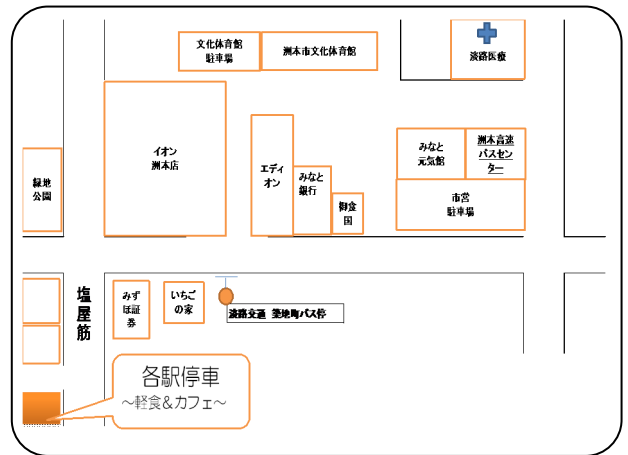 文化体育館
駐車場
洲本市文化体育館
淡路医療
イオン
洲本店
エディ
オン
みなと
銀行
御食
国
みなと
元気館
洲本高速
バスセン
ター
市営
駐車場
緑地
公園
塩屋筋
みず
ほ証
券
いちご
の家
淡路交通 築地町バス停
各駅停車
～軽食&カフェ～